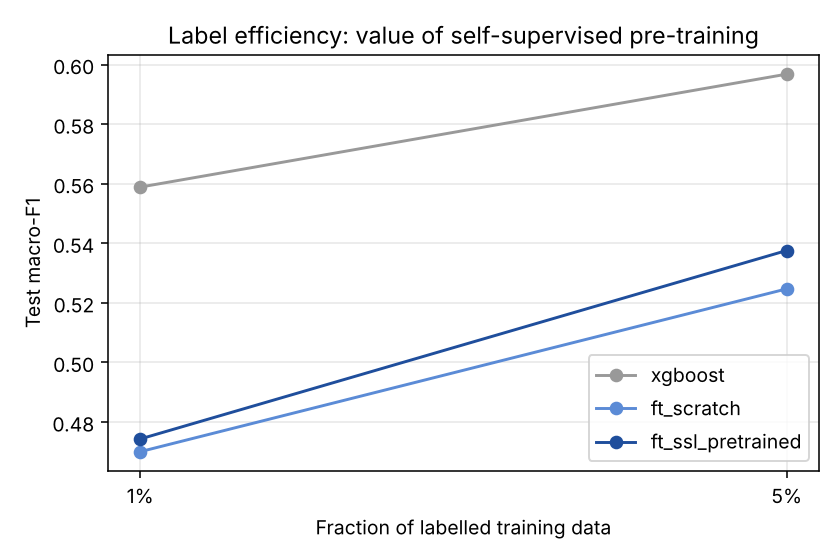 Label efficiency: value of self-supervised pre-training
Test macro-F1
0.60
0.58
0.56
0.54
0.52
0.50
0.48
xgboost
ft_scratch
ft_ssl_pretrained
1%
5%
Fraction of labelled training data